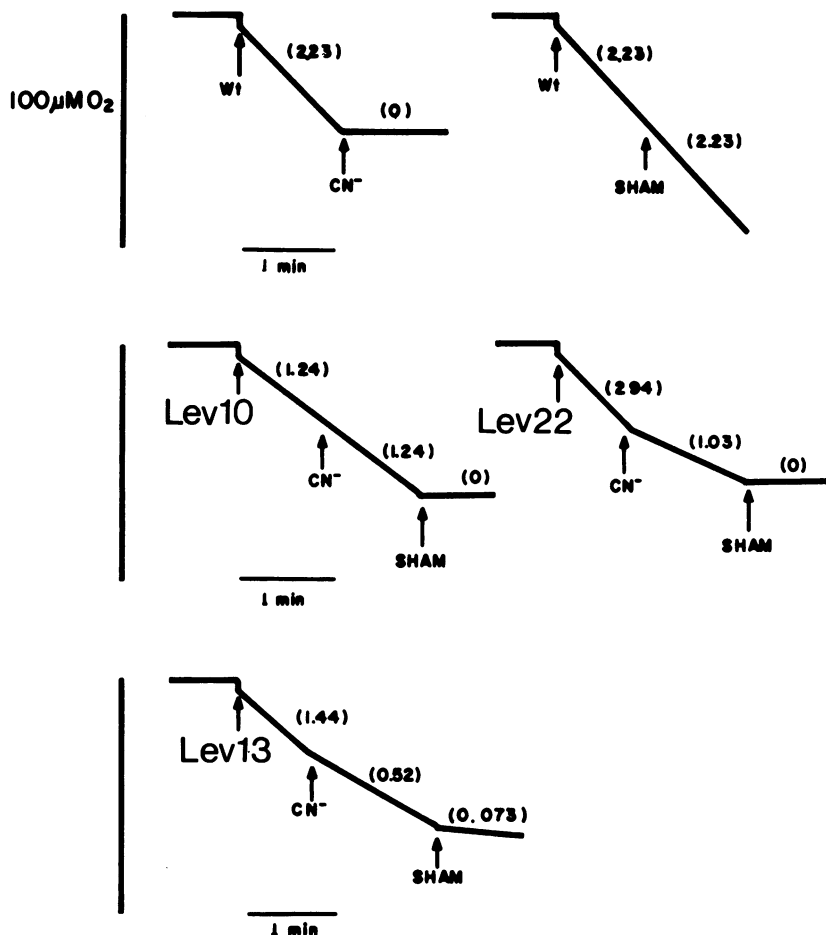 (2,23)
(0)
Wt
CN⁻
100µM O₂
1 min
(2,23)
(2.23)
Wt
SHAM
(1.24)
(1.24)
(0)
Lev10
CN⁻
SHAM
1 min
(2.94)
(1.03)
(0)
Lev22
CN⁻
SHAM
(1.44)
(0.52)
(0.073)
Lev13
CN⁻
SHAM
1 min